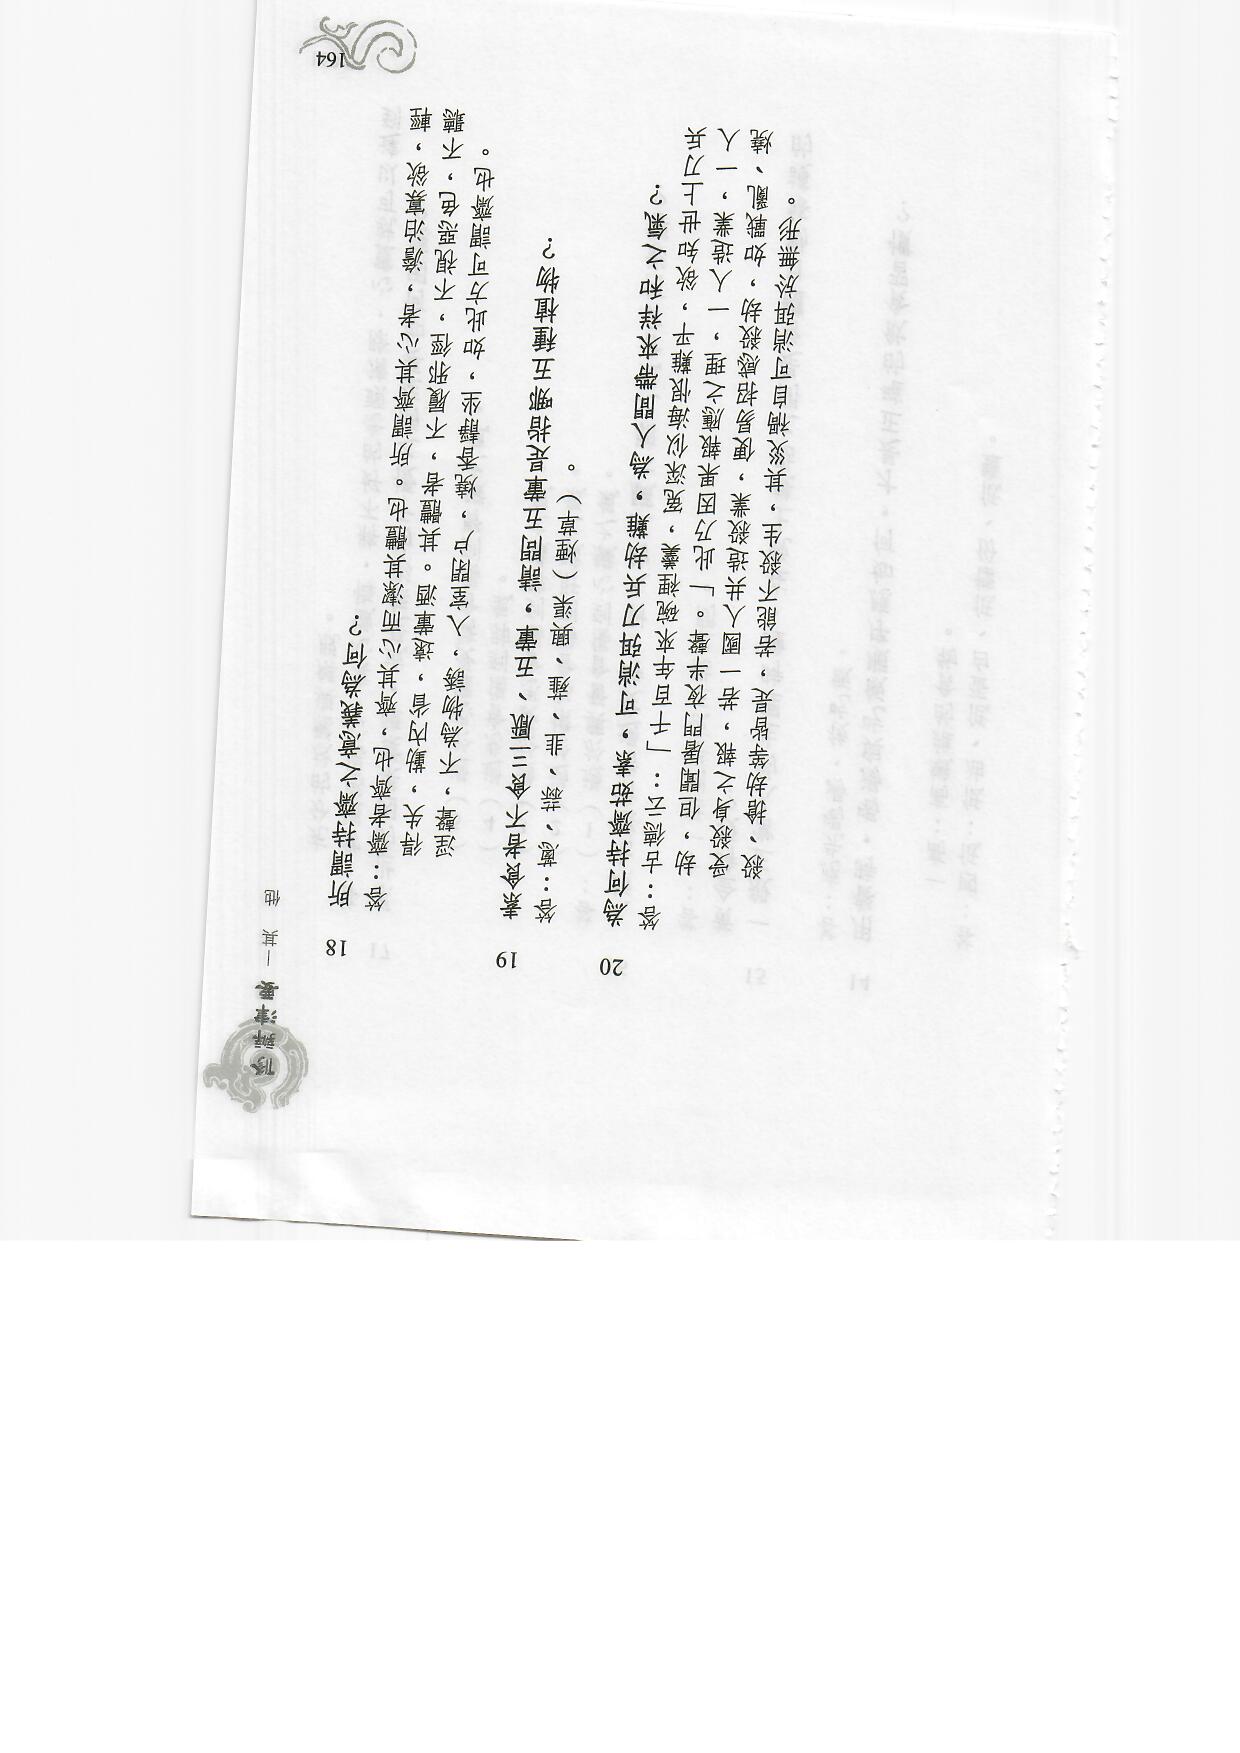 修辦津要
—其他
18 所謂持齋之意義為何?
答:齋者齊也,齊其心而潔其體也。所謂齊其心者,澹泊寡欲,輕
得失,勤內省,遠葷酒。其體者,不履邪徑,不視惡色,不聽
淫聲,不為物誘,入室閉户,燒香靜坐,如此方可謂齋也。
19 素食者不食三厭、五葷,請問五葷是指哪五種植物?
答:蔥、蒜、韭、薤、興渠(煙草)。
20 為何持齋茹素,可消弭刀兵劫難,為人間帶來祥和之氣?
答:古德云:「千百年來碗裡羹,冤深似海恨難平,欲知世上刀兵
劫,但聞屠門夜半聲。」此乃因果報應之理,一人造業,一人
受殺身之報,若一國人共造殺業,便易招感殺劫,如戰亂、燒
殺、搶劫等皆是,若能不殺生,其災禍自可消弭於無形。
164